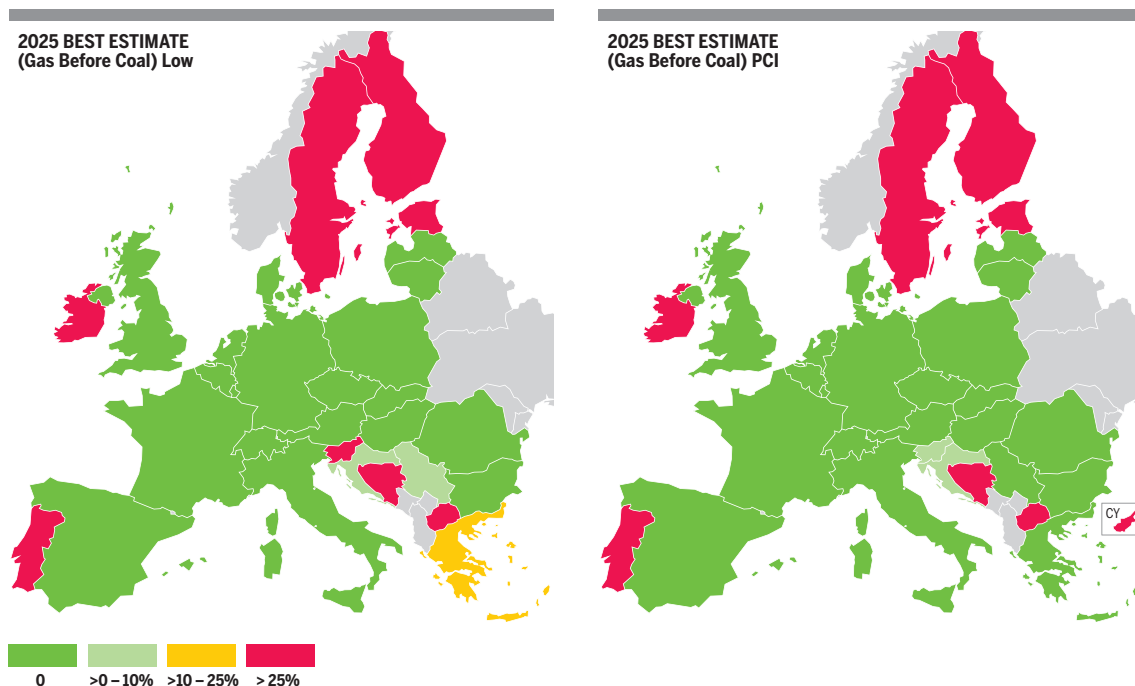 2025 BEST ESTIMATE
(Gas Before Coal) Low
2025 BEST ESTIMATE
(Gas Before Coal) PCI
CY
0
>0 – 10%
>10 – 25%
> 25%